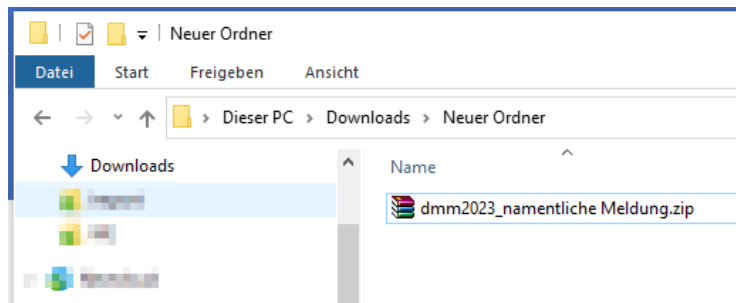 Neuer Ordner
Datei Start Freigeben Ansicht
Dieser PC > Downloads > Neuer Ordner
Downloads
Name
dmm2023_namentliche Meldung.zip